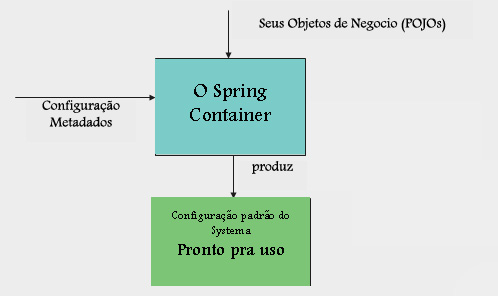 Seus Objetos de Negocio (POJOs)
O Spring
Container
Configuração
Metadados
produz
Configuração padrão do
Systema
Pronto pra uso